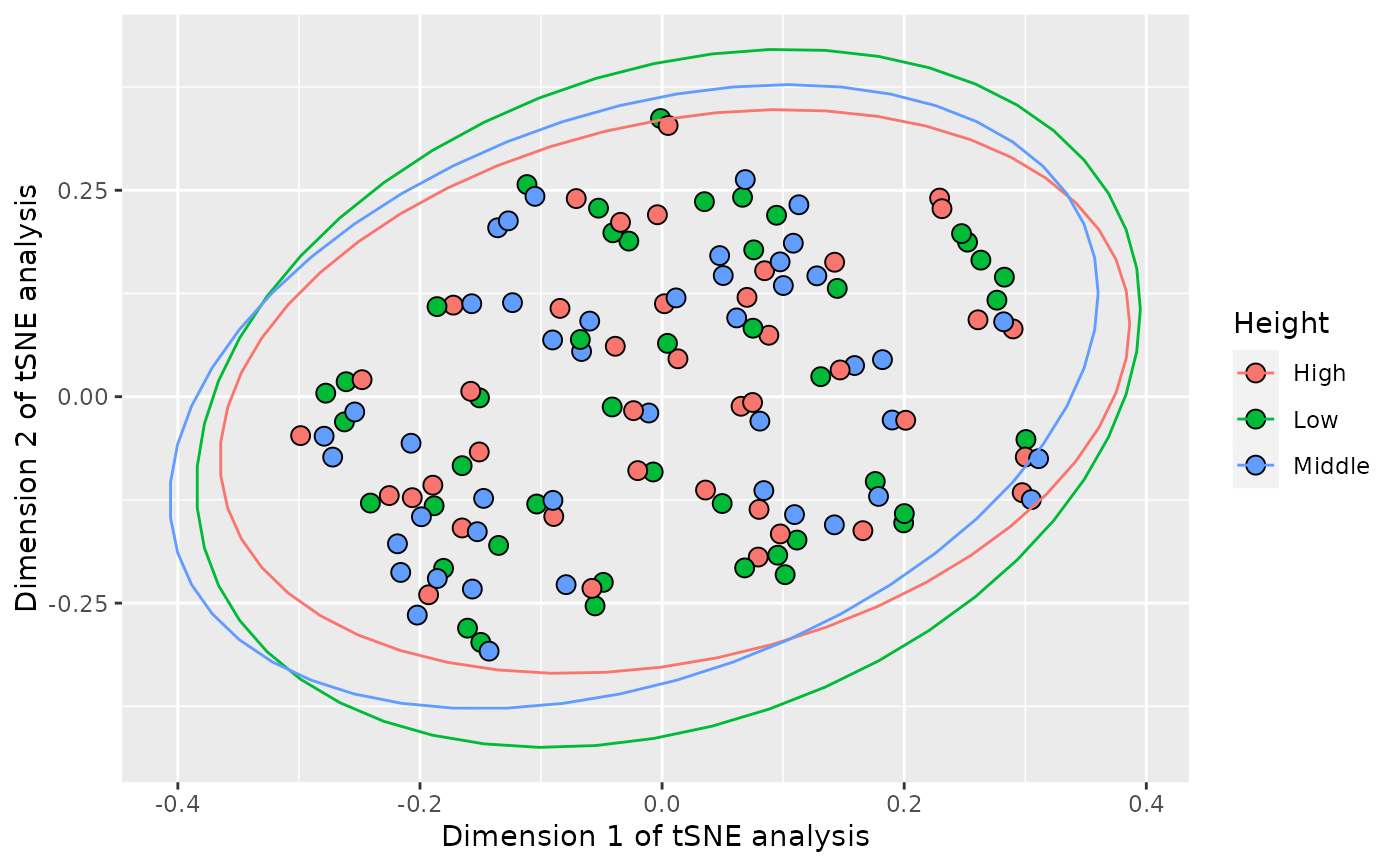 Dimension 2 of tSNE analysis
0.25
0.00
-0.25
-0.4
-0.2
0.0
0.2
0.4
Dimension 1 of tSNE analysis
Height
High
Low
Middle